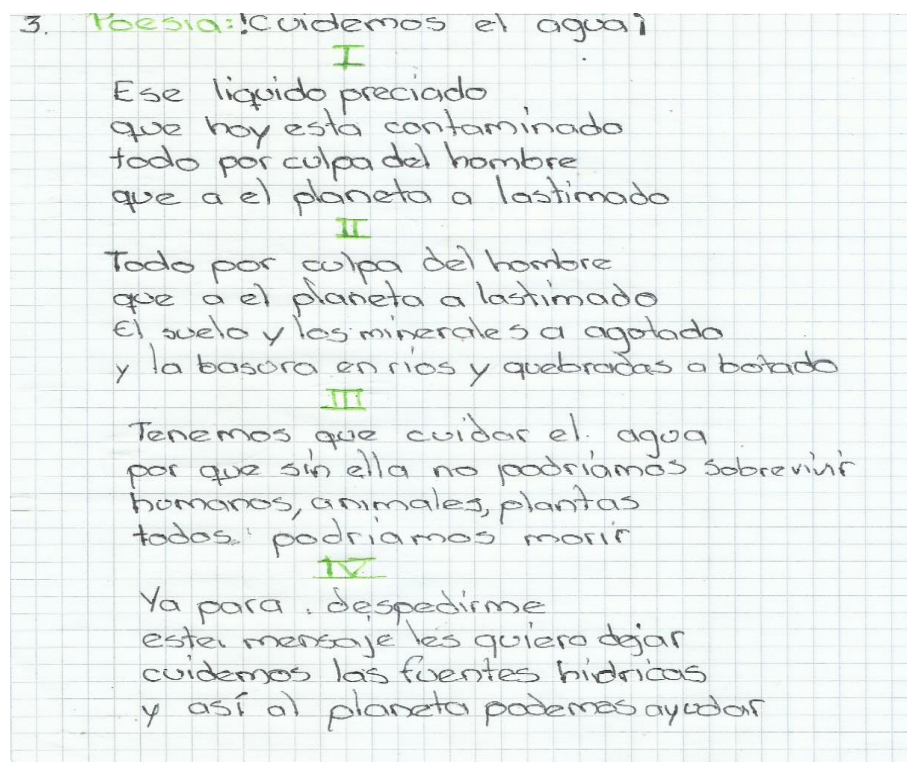 3. Poesia: !Cuidemos el agua¡
I
Ese liquido preciado
que hoy esta contaminado
todo por culpa del hombre
que a el planeta a lastimado
II
Todo por culpa del hombre
que a el planeta a lastimado
El suelo y los minerales a agotado
y la basura en rios y quebradas a botado
III
Tenemos que cuidar el agua
por que sin ella no podriamos sobrevivir
humanos, animales, plantas
todos podriamos morir
IV
Ya para despedirme
este mensaje les quiero dejar
cuidemos las fuentes hidricas
y así al planeta podemos ayudar